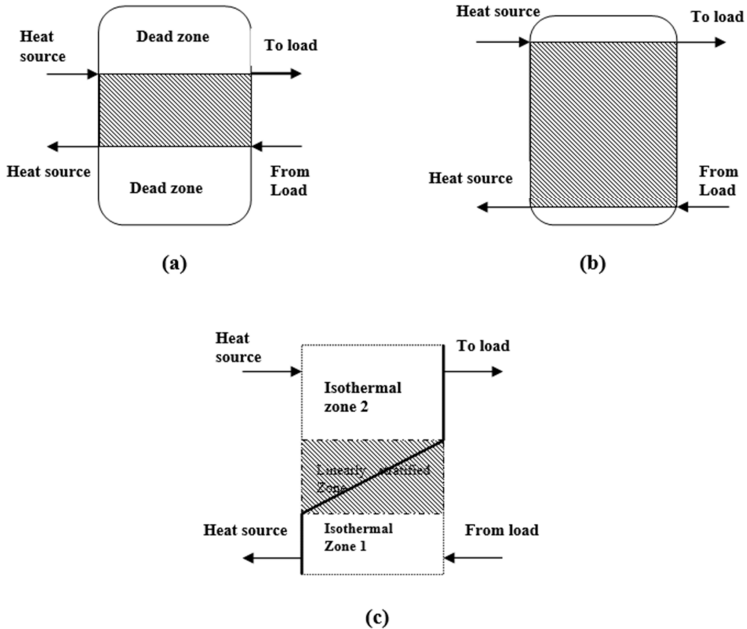 Heat
source
Dead zone
To load
Heat source
Dead zone
From
Load
(a)
Heat source
To load
Heat source
From
Load
(b)
Heat
source
To load
Isothermal
zone 2
Linearly stratified
Zone
Heat source
Isothermal
Zone 1
From load
(c)